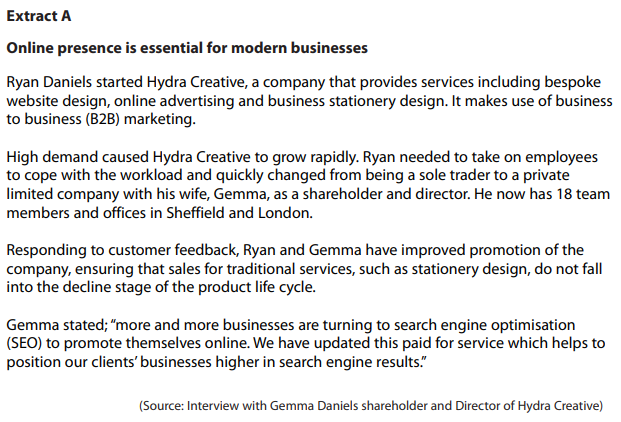 Extract A
Online presence is essential for modern businesses
Ryan Daniels started Hydra Creative, a company that provides services including bespoke
website design, online advertising and business stationery design. It makes use of business
to business (B2B) marketing.
High demand caused Hydra Creative to grow rapidly. Ryan needed to take on employees
to cope with the workload and quickly changed from being a sole trader to a private
limited company with his wife, Gemma, as a shareholder and director. He now has 18 team
members and offices in Sheffield and London.
Responding to customer feedback, Ryan and Gemma have improved promotion of the
company, ensuring that sales for traditional services, such as stationery design, do not fall
into the decline stage of the product life cycle.
Gemma stated; “more and more businesses are turning to search engine optimisation
(SEO) to promote themselves online. We have updated this paid for service which helps to
position our clients’ businesses higher in search engine results.”
(Source: Interview with Gemma Daniels shareholder and Director of Hydra Creative)